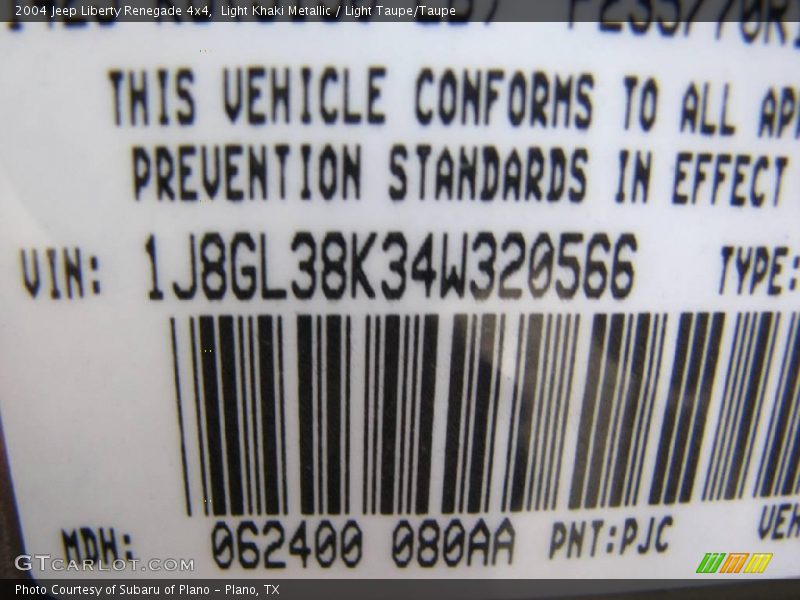 2004 Jeep Liberty Renegade 4x4, Light Khaki Metallic / Light Taupe/Taupe
THIS VEHICLE CONFORMS TO ALL
PREVENTION STANDARDS IN EFFECT
VIN: 1J8GL38K34W320566 TYPE:
MDH: 062400 080AA PNT:PJC VEH
GTCARLOT.COM
Photo Courtesy of Subaru of Plano - Plano, TX